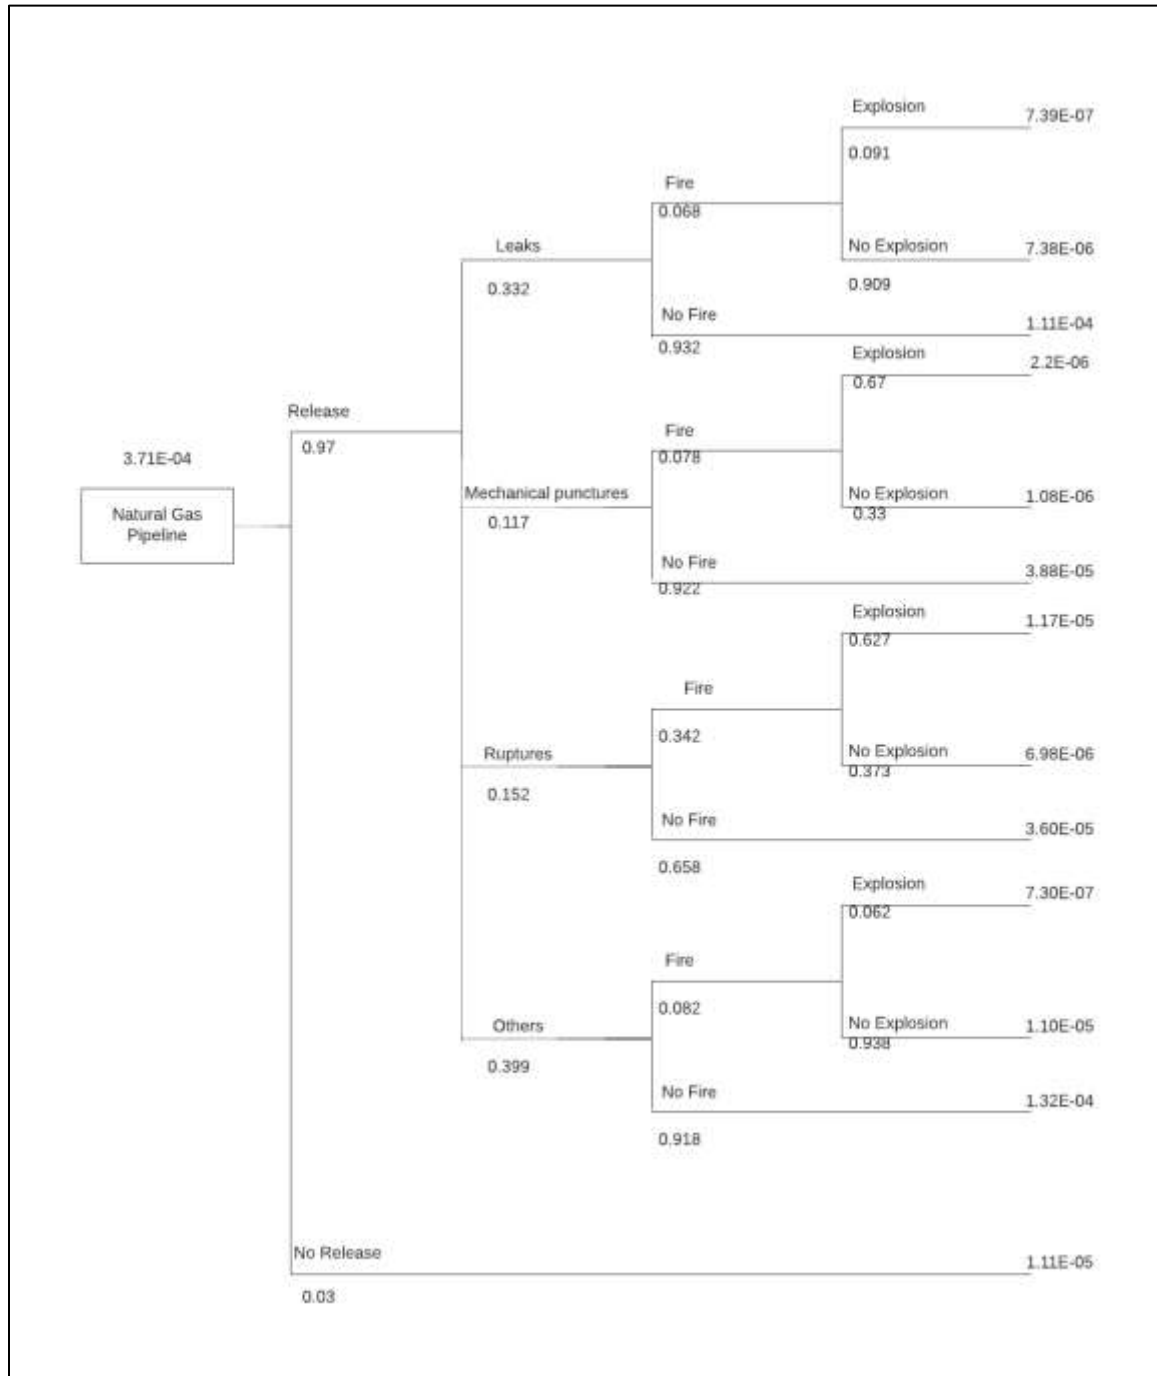 Explosion
7.39E-07
0.091
Fire
0.068
Leaks
No Explosion
7.38E-06
0.332
0.909
No Fire
1.11E-04
0.932
Explosion
2.2E-06
0.67
Release
0.97
Fire
0.078
3.71E-04
Mechanical punctures
No Explosion
1.08E-06
0.117
0.33
Natural Gas
Pipeline
No Fire
3.88E-05
0.922
Explosion
1.17E-05
0.627
Fire
0.342
Ruptures
No Explosion
6.98E-06
0.152
0.373
No Fire
3.60E-05
0.658
Explosion
7.30E-07
0.062
Fire
0.082
Others
No Explosion
1.10E-05
0.399
0.938
No Fire
1.32E-04
0.918
No Release
1.11E-05
0.03